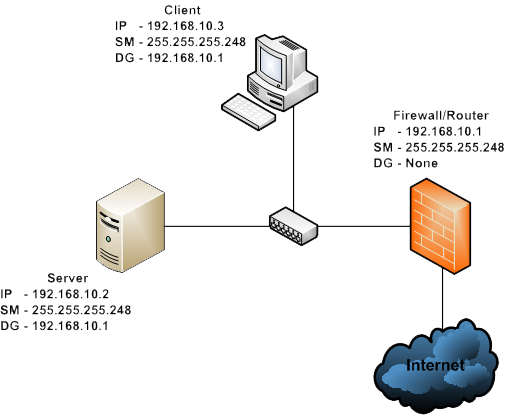 Client
IP - 192.168.10.3
SM - 255.255.255.248
DG - 192.168.10.1
Firewall/Router
IP - 192.168.10.1
SM - 255.255.255.248
DG - None
Server
IP - 192.168.10.2
SM - 255.255.255.248
DG - 192.168.10.1
Internet